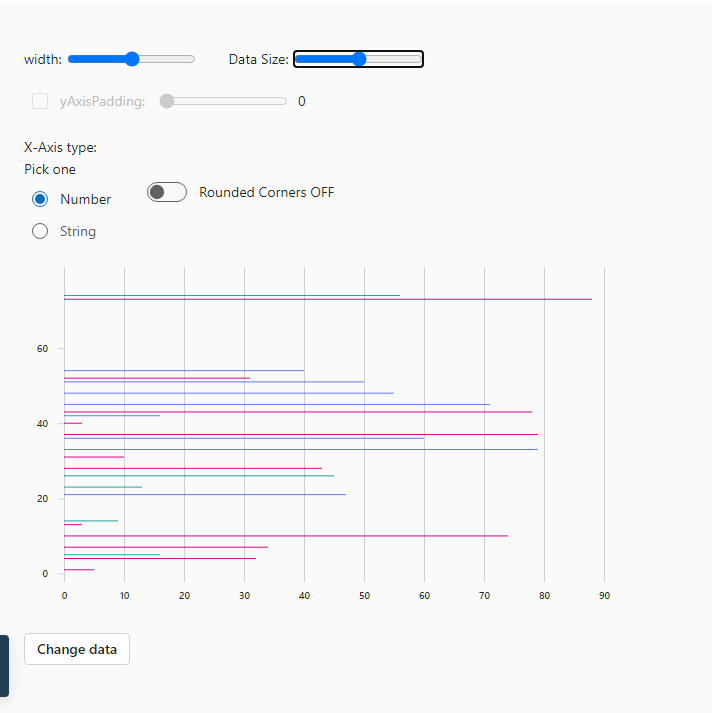 width: Data Size:
yAxisPadding: 0
X-Axis type:
Pick one
Number Rounded Corners OFF
String
60
40
20
0
0 10 20 30 40 50 60 70 80 90
Change data